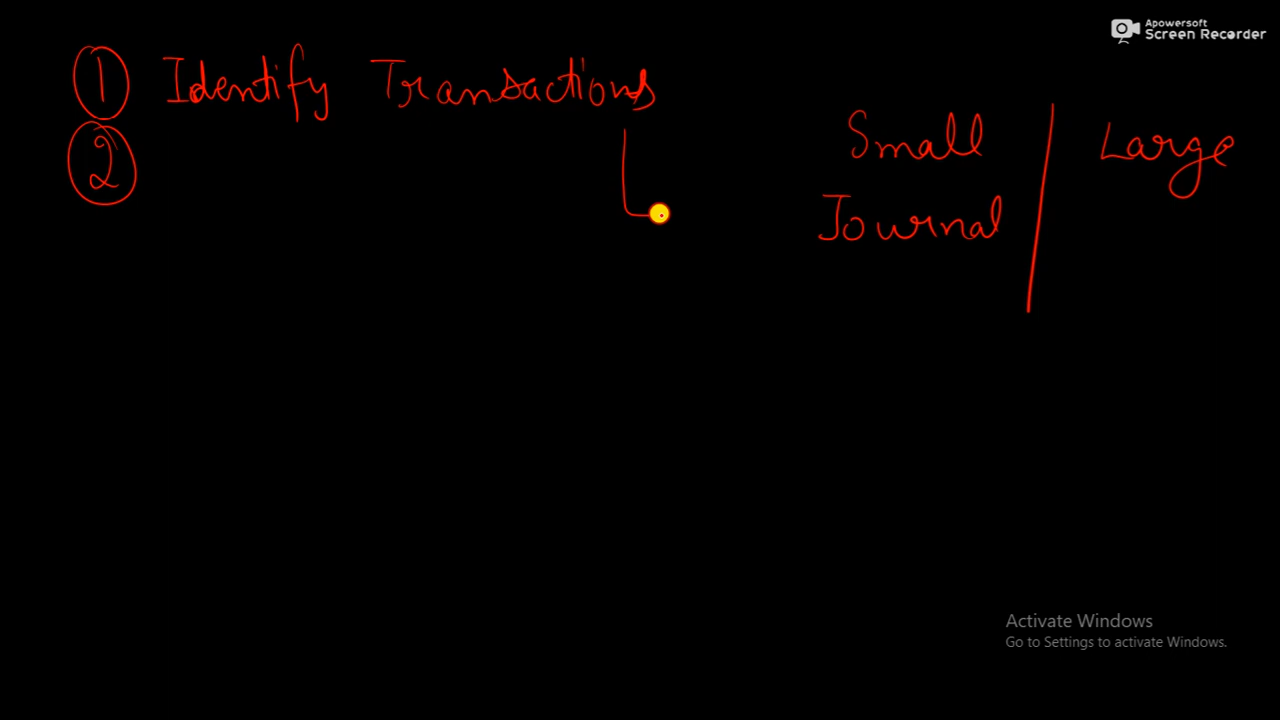 Apowersoft
Screen Recorder
1 Identify Transactions
2
Small Large
Journal
Activate Windows
Go to Settings to activate Windows.